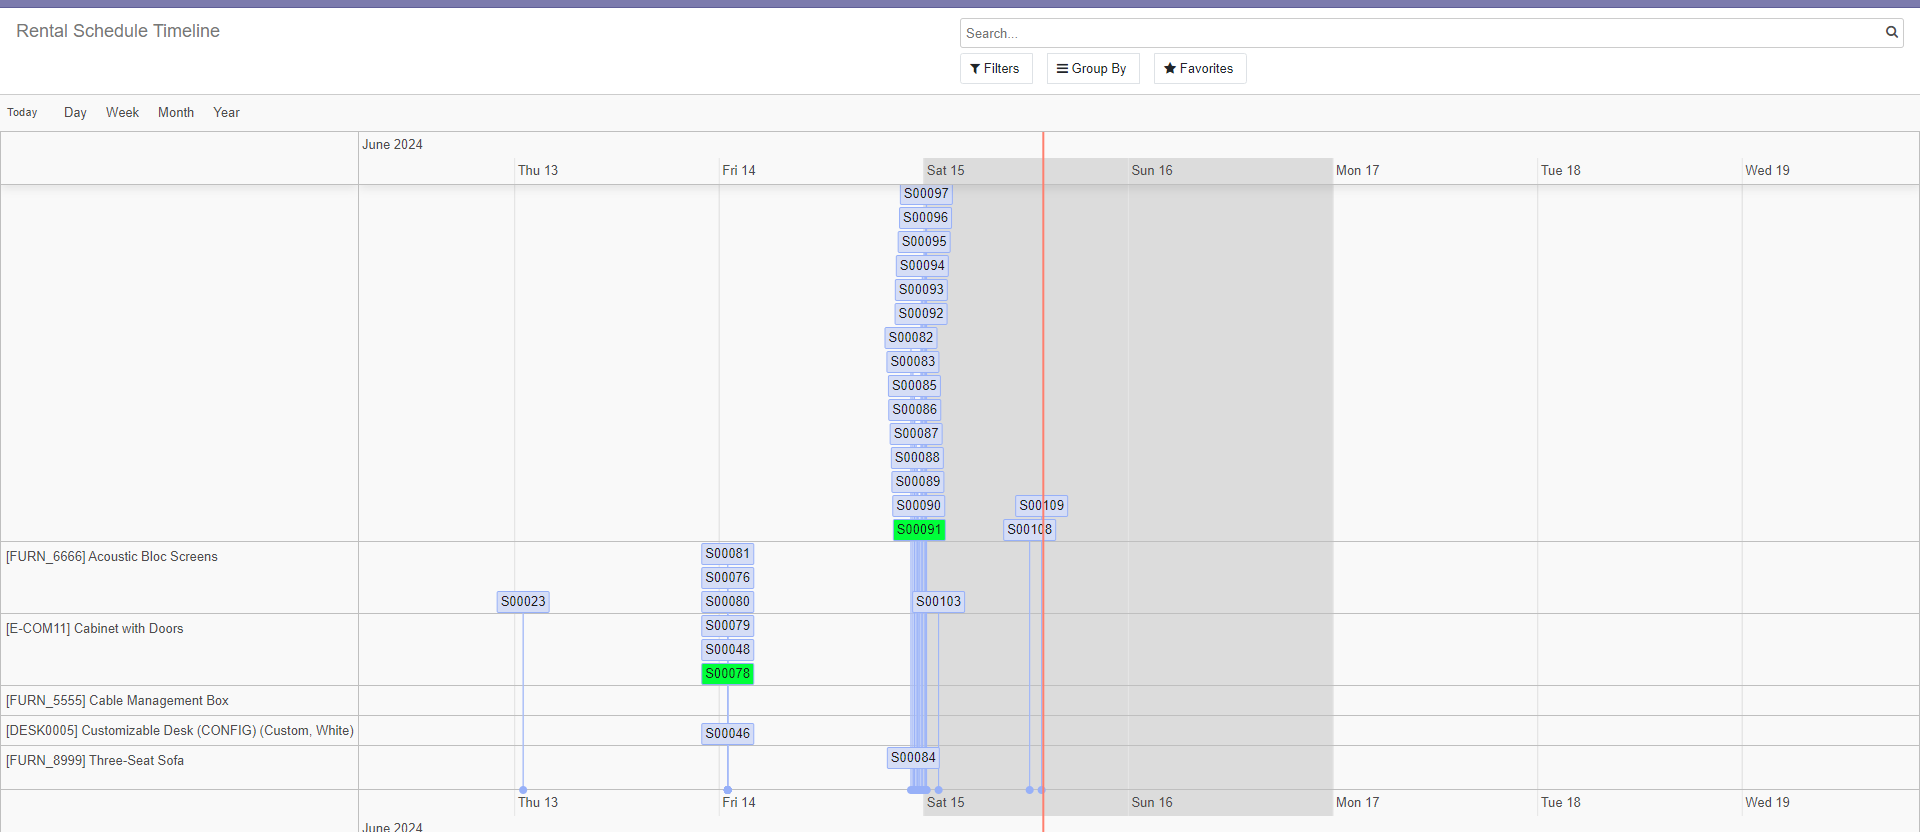 Rental Schedule Timeline
Search...
Filters
Group By
Favorites
Today
Day
Week
Month
Year
June 2024
Thu 13
Fri 14
Sat 15
Sun 16
Mon 17
Tue 18
Wed 19
S00097
S00096
S00095
S00094
S00093
S00092
S00082
S00083
S00085
S00086
S00087
S00088
S00089
S00090
S00109
S00091
S00108
[FURN_6666] Acoustic Bloc Screens
S00081
S00076
S00023
S00080
S00103
[E-COM11] Cabinet with Doors
S00079
S00048
S00078
[FURN_5555] Cable Management Box
[DESK0005] Customizable Desk (CONFIG) (Custom, White)
S00046
[FURN_8999] Three-Seat Sofa
S00084
Thu 13
Fri 14
Sat 15
Sun 16
Mon 17
Tue 18
Wed 19
June 2024